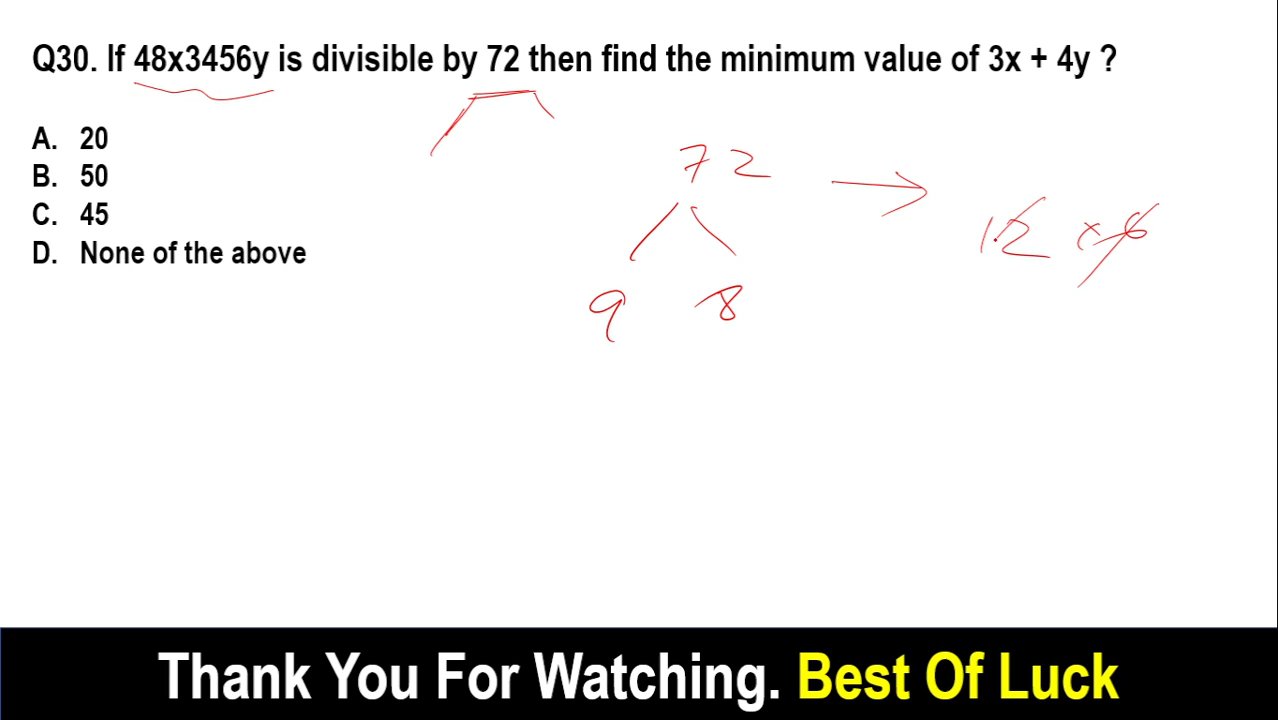 Q30. If 48x3456y is divisible by 72 then find the minimum value of 3x + 4y ?
A. 20
B. 50
C. 45
D. None of the above
72
12 × 6
9 8
Thank You For Watching. Best Of Luck